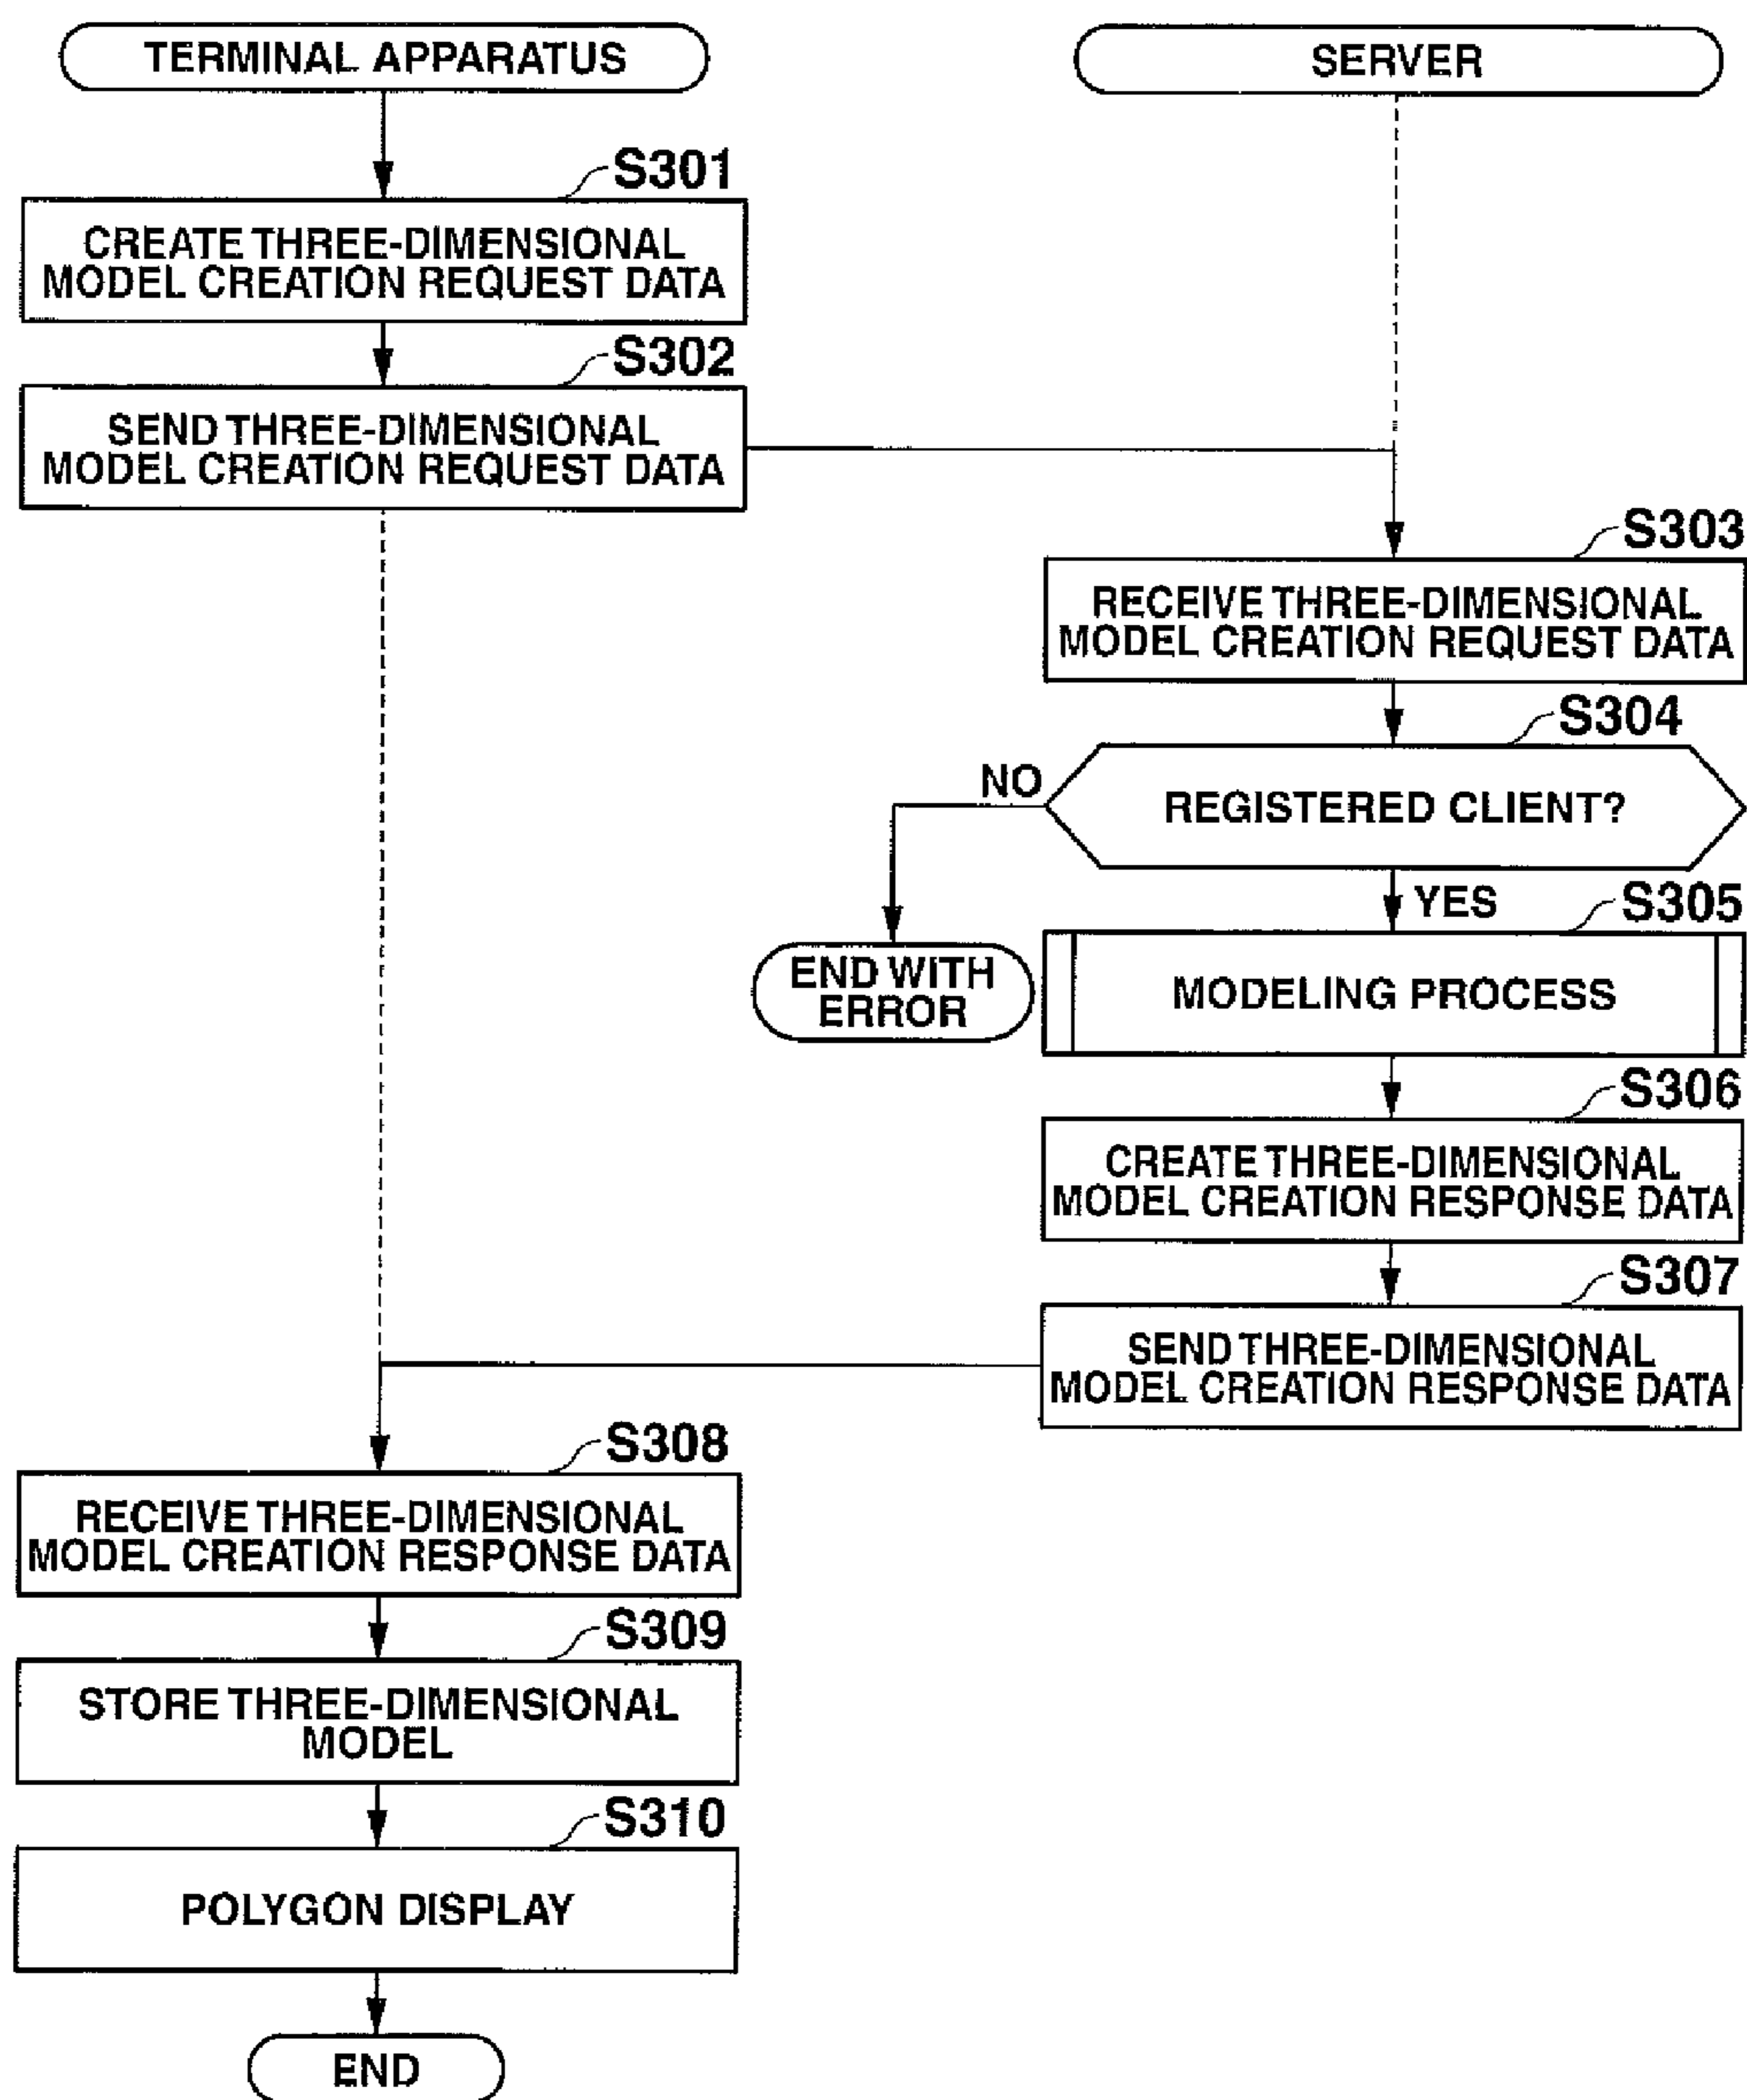 TERMINAL APPARATUS
SERVER
S301
CREATE THREE-DIMENSIONAL
MODEL CREATION REQUEST DATA
S302
SEND THREE-DIMENSIONAL
MODEL CREATION REQUEST DATA
S303
RECEIVE THREE-DIMENSIONAL
MODEL CREATION REQUEST DATA
S304
NO
REGISTERED CLIENT?
YES
S305
END WITH
ERROR
MODELING PROCESS
S306
CREATE THREE-DIMENSIONAL
MODEL CREATION RESPONSE DATA
S307
SEND THREE-DIMENSIONAL
MODEL CREATION RESPONSE DATA
S308
RECEIVE THREE-DIMENSIONAL
MODEL CREATION RESPONSE DATA
S309
STORE THREE-DIMENSIONAL
MODEL
S310
POLYGON DISPLAY
END